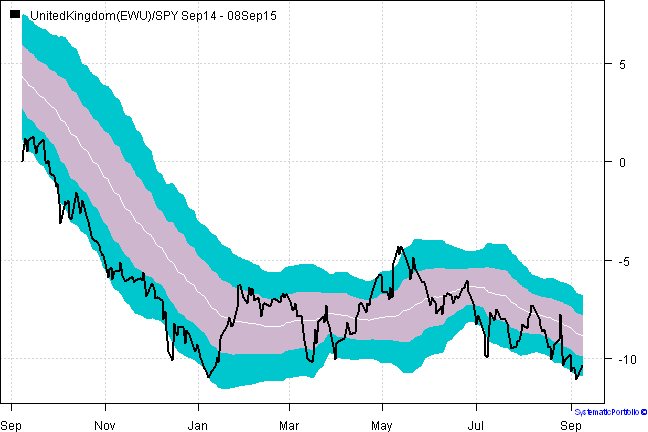 UnitedKingdom(EWU)/SPY Sep14 - 08Sep15
5
0
-5
-10
SystematicPortfolio ©
Sep Nov Jan Mar May Jul Sep